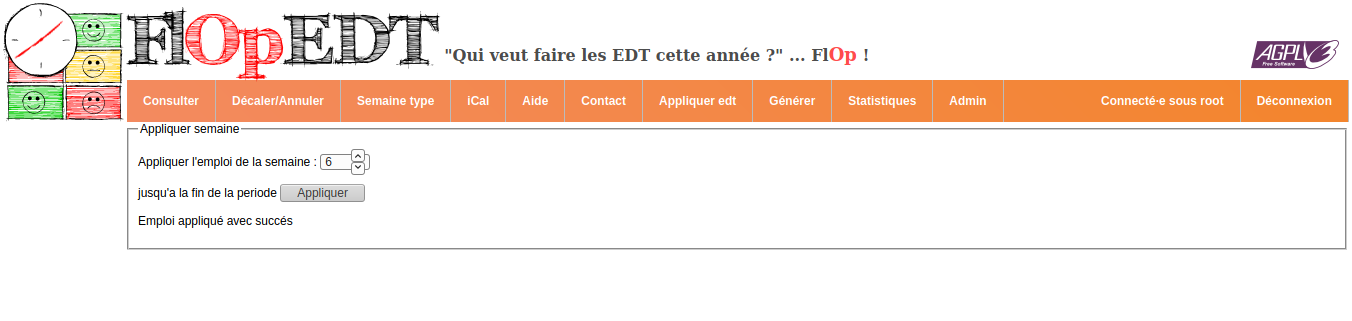 FlOpEDT
"Qui veut faire les EDT cette année ?" ... FlOp !
AGPL v3
Free Software
Consulter Décaler/Annuler Semaine type iCal Aide Contact Appliquer edt Générer Statistiques Admin Connecté·e sous root Déconnexion
Appliquer semaine
Appliquer l'emploi de la semaine : 6
jusqu'a la fin de la periode Appliquer
Emploi appliqué avec succés